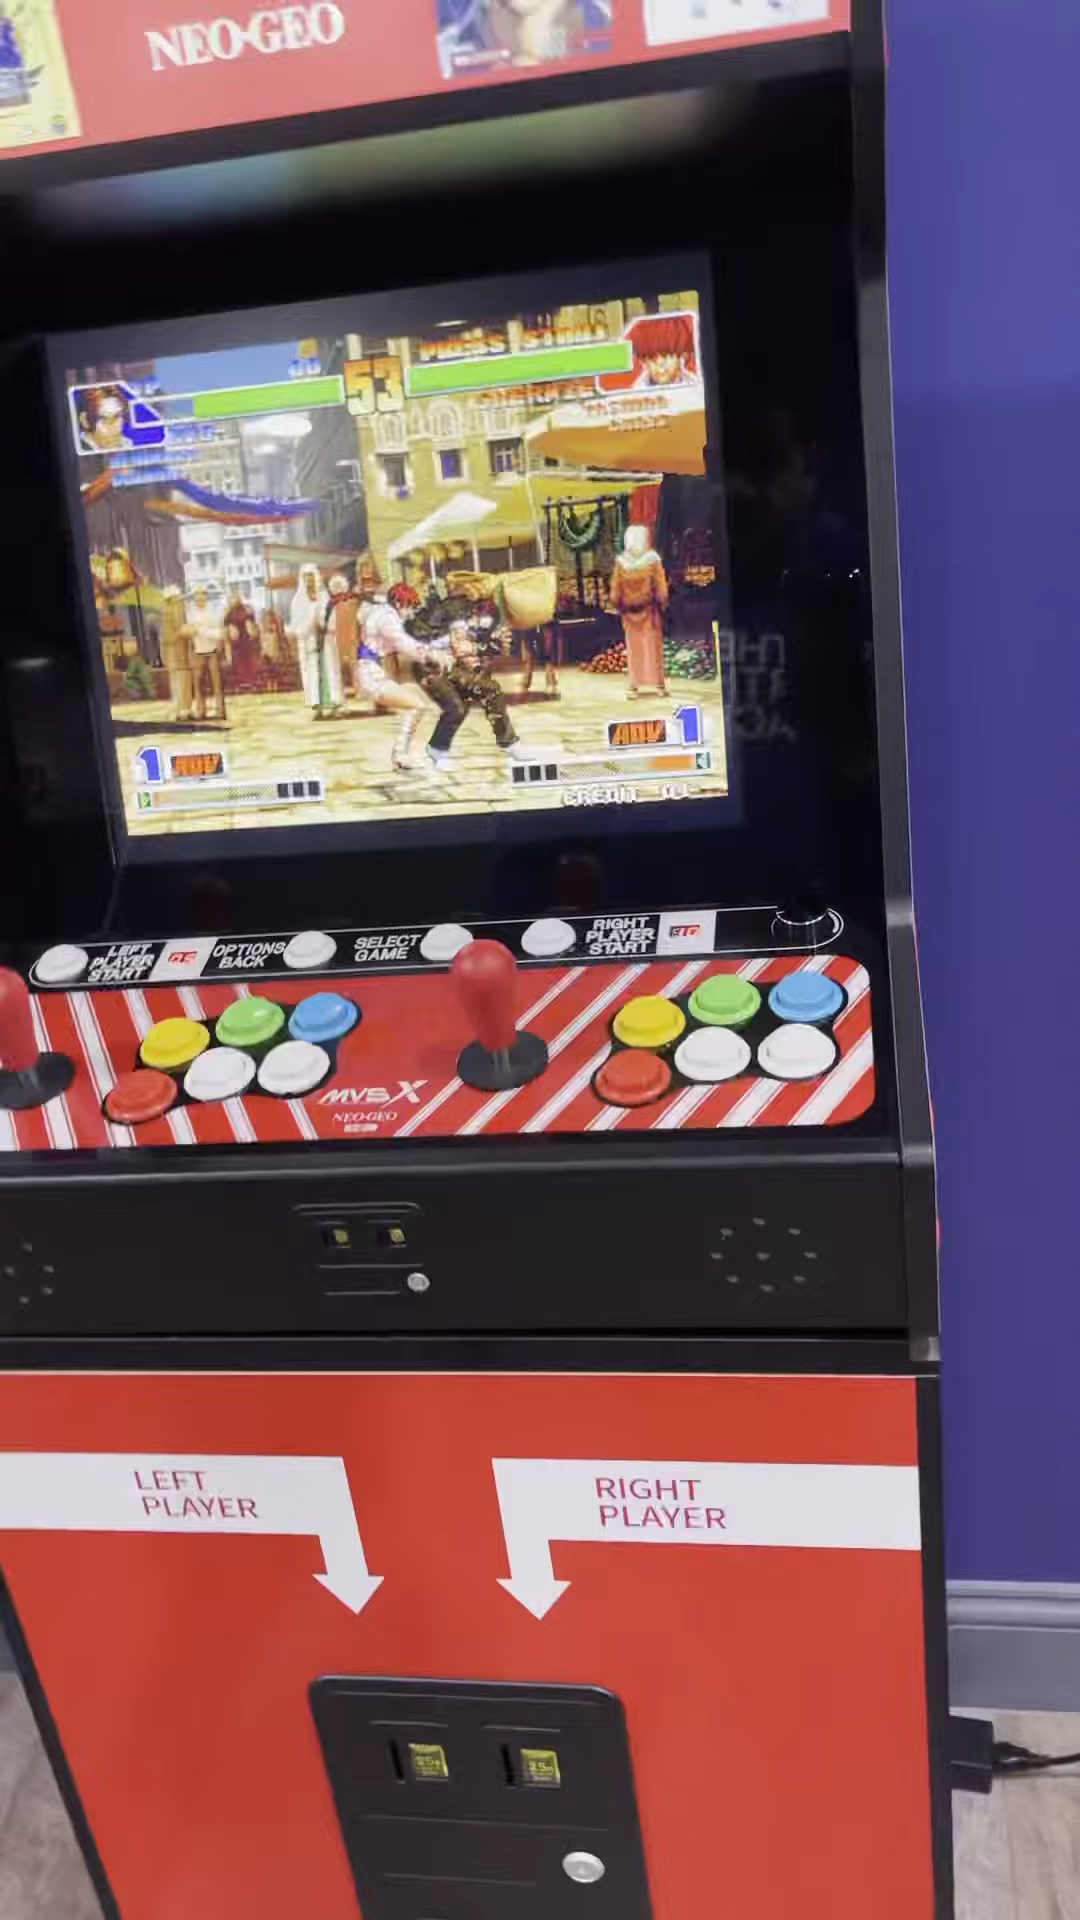 NEO·GEO
PRESS START
53
1 ADV
ADV 1
CREDIT
LEFT
PLAYER
START
OPTIONS
BACK
SELECT
GAME
RIGHT
PLAYER
START
MVSX
NEO·GEO
LEFT
PLAYER
RIGHT
PLAYER